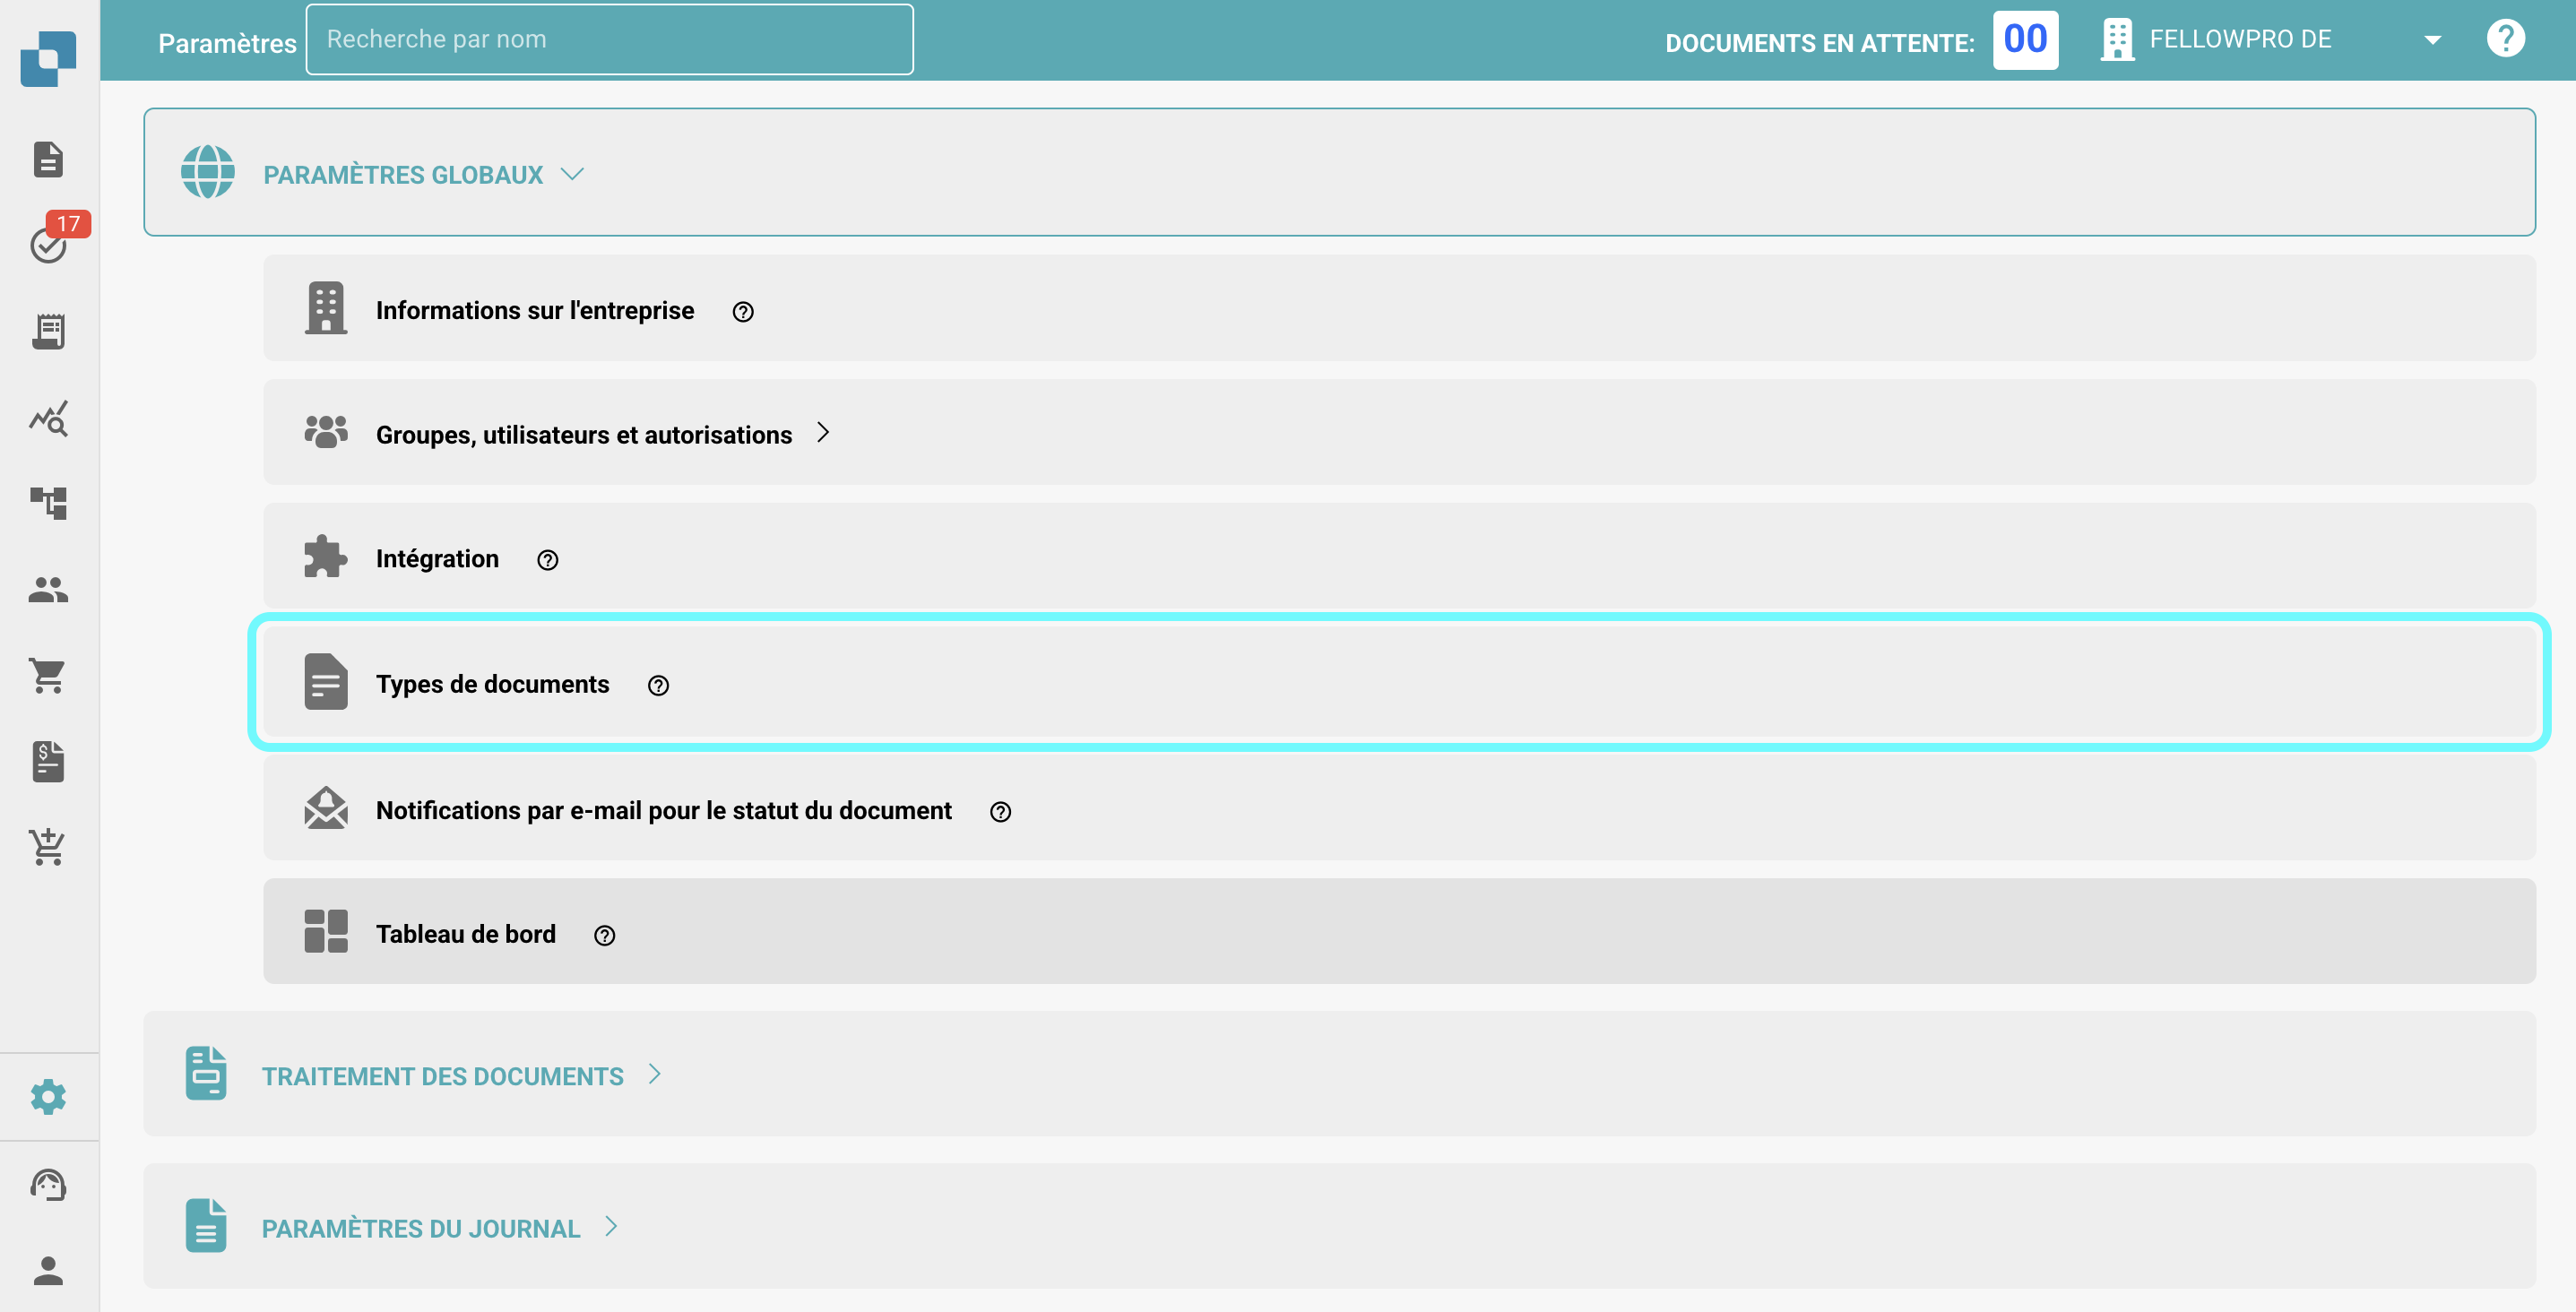 Paramètres
Recherche par nom
DOCUMENTS EN ATTENTE: 00
FELLOWPRO DE
17
PARAMÈTRES GLOBAUX
Informations sur l'entreprise
Groupes, utilisateurs et autorisations
Intégration
Types de documents
Notifications par e-mail pour le statut du document
Tableau de bord
TRAITEMENT DES DOCUMENTS
PARAMÈTRES DU JOURNAL